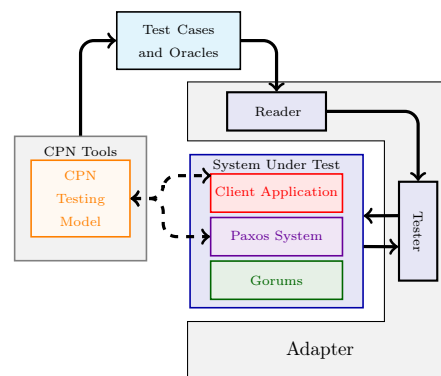 Test Cases
and Oracles
Reader
CPN Tools
CPN
Testing
Model
System Under Test
Client Application
Paxos System
Gorums
Tester
Adapter